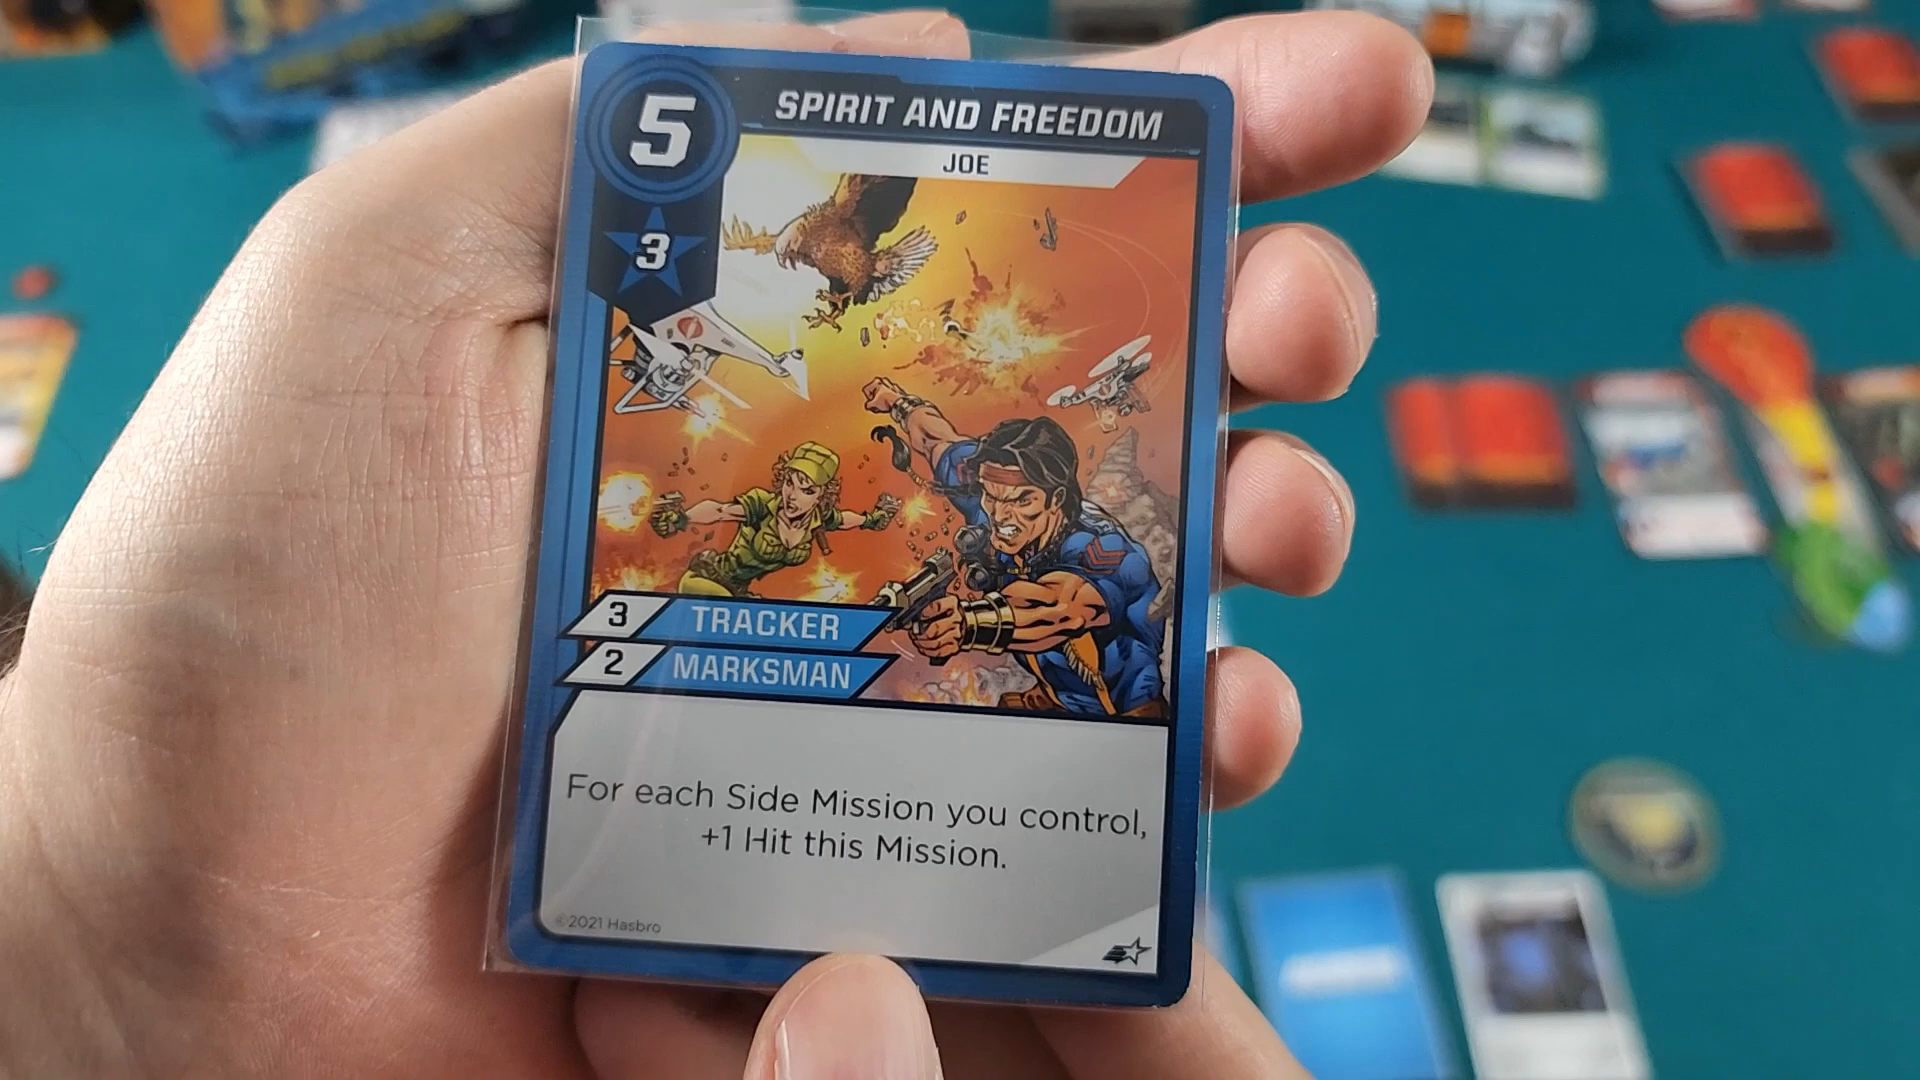 5
SPIRIT AND FREEDOM
JOE
3
3 TRACKER
2 MARKSMAN
For each Side Mission you control,
+1 Hit this Mission.
©2021 Hasbro